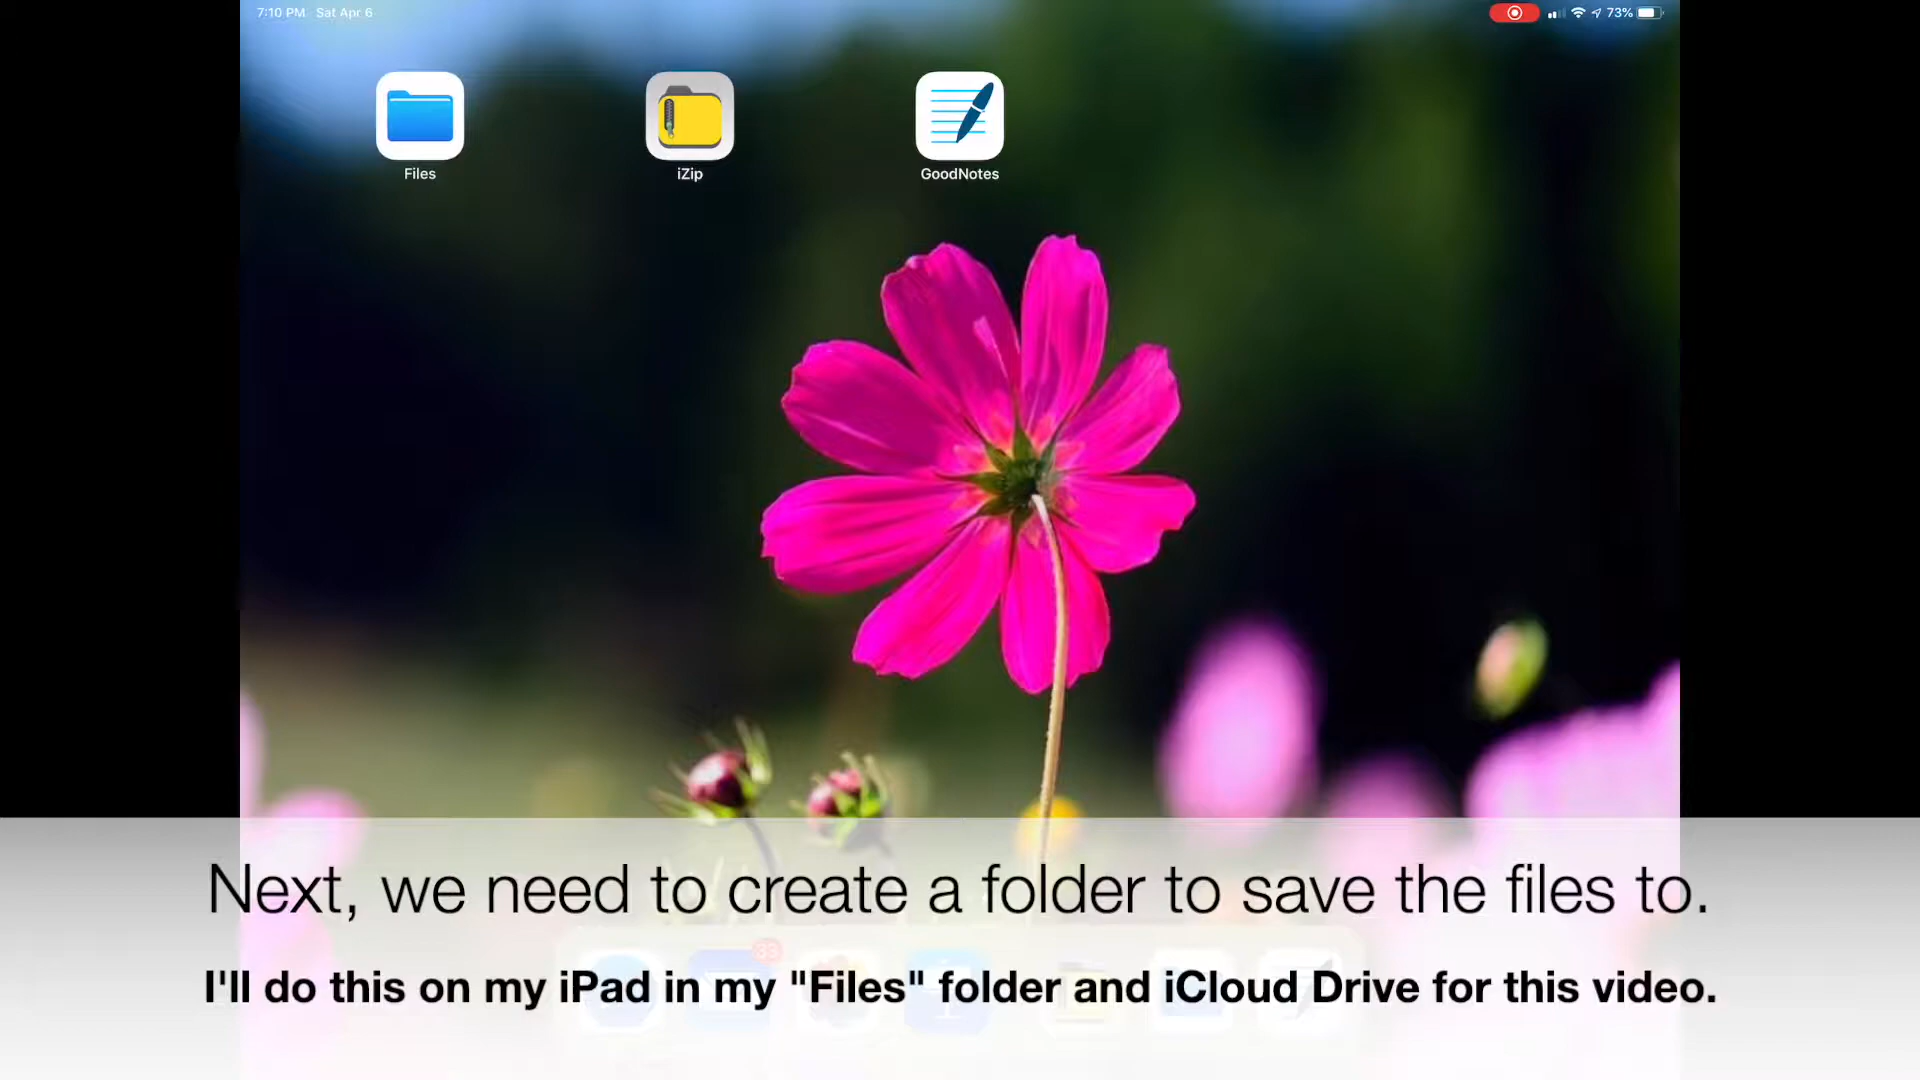 7:10 PM Sat Apr 6
73%
Files
iZip
GoodNotes
Next, we need to create a folder to save the files to.
33
I'll do this on my iPad in my "Files" folder and iCloud Drive for this video.